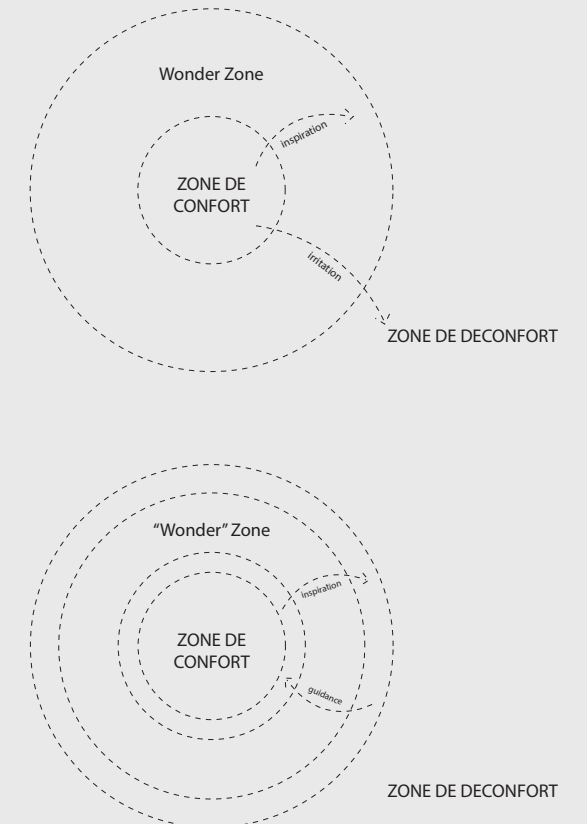 Wonder Zone
inspiration
ZONE DE
CONFORT
irritation
ZONE DE DECONFORT
“Wonder” Zone
inspiration
ZONE DE
CONFORT
guidance
ZONE DE DECONFORT